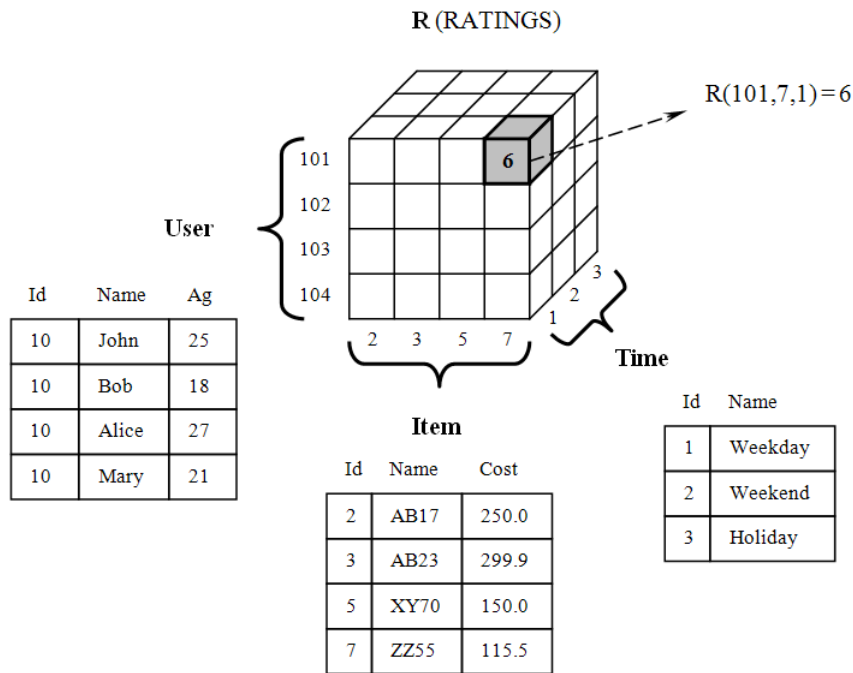 R (RATINGS)
R(101,7,1)=6
101
6
102
User
103
104
3
2
1
2 3 5 7
Time
Id Name Ag
10 John 25
10 Bob 18
10 Alice 27
10 Mary 21
Item
Id Name Cost
2 AB17 250.0
3 AB23 299.9
5 XY70 150.0
7 ZZ55 115.5
Id Name
1 Weekday
2 Weekend
3 Holiday